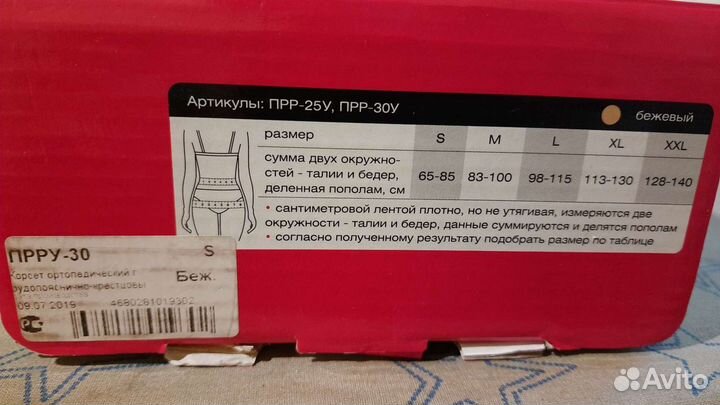 Артикулы: ПРР-25У, ПРР-30У бежевый
размер S M L XL XXL
сумма двух окружно-
стей - талии и бедер,
деленная пополам, см 65-85 83-100 98-115 113-130 128-140
• сантиметровой лентой плотно, но не утягивая, измеряются две
окружности - талии и бедер, данные суммируются и делятся пополам
• согласно полученному результату подобрать размер по таблице
ПРРУ-30 S
Корсет ортопедический г
рудопояснично-крестцовы
Беж.
09.07.2019
4680281019302
РС
Avito